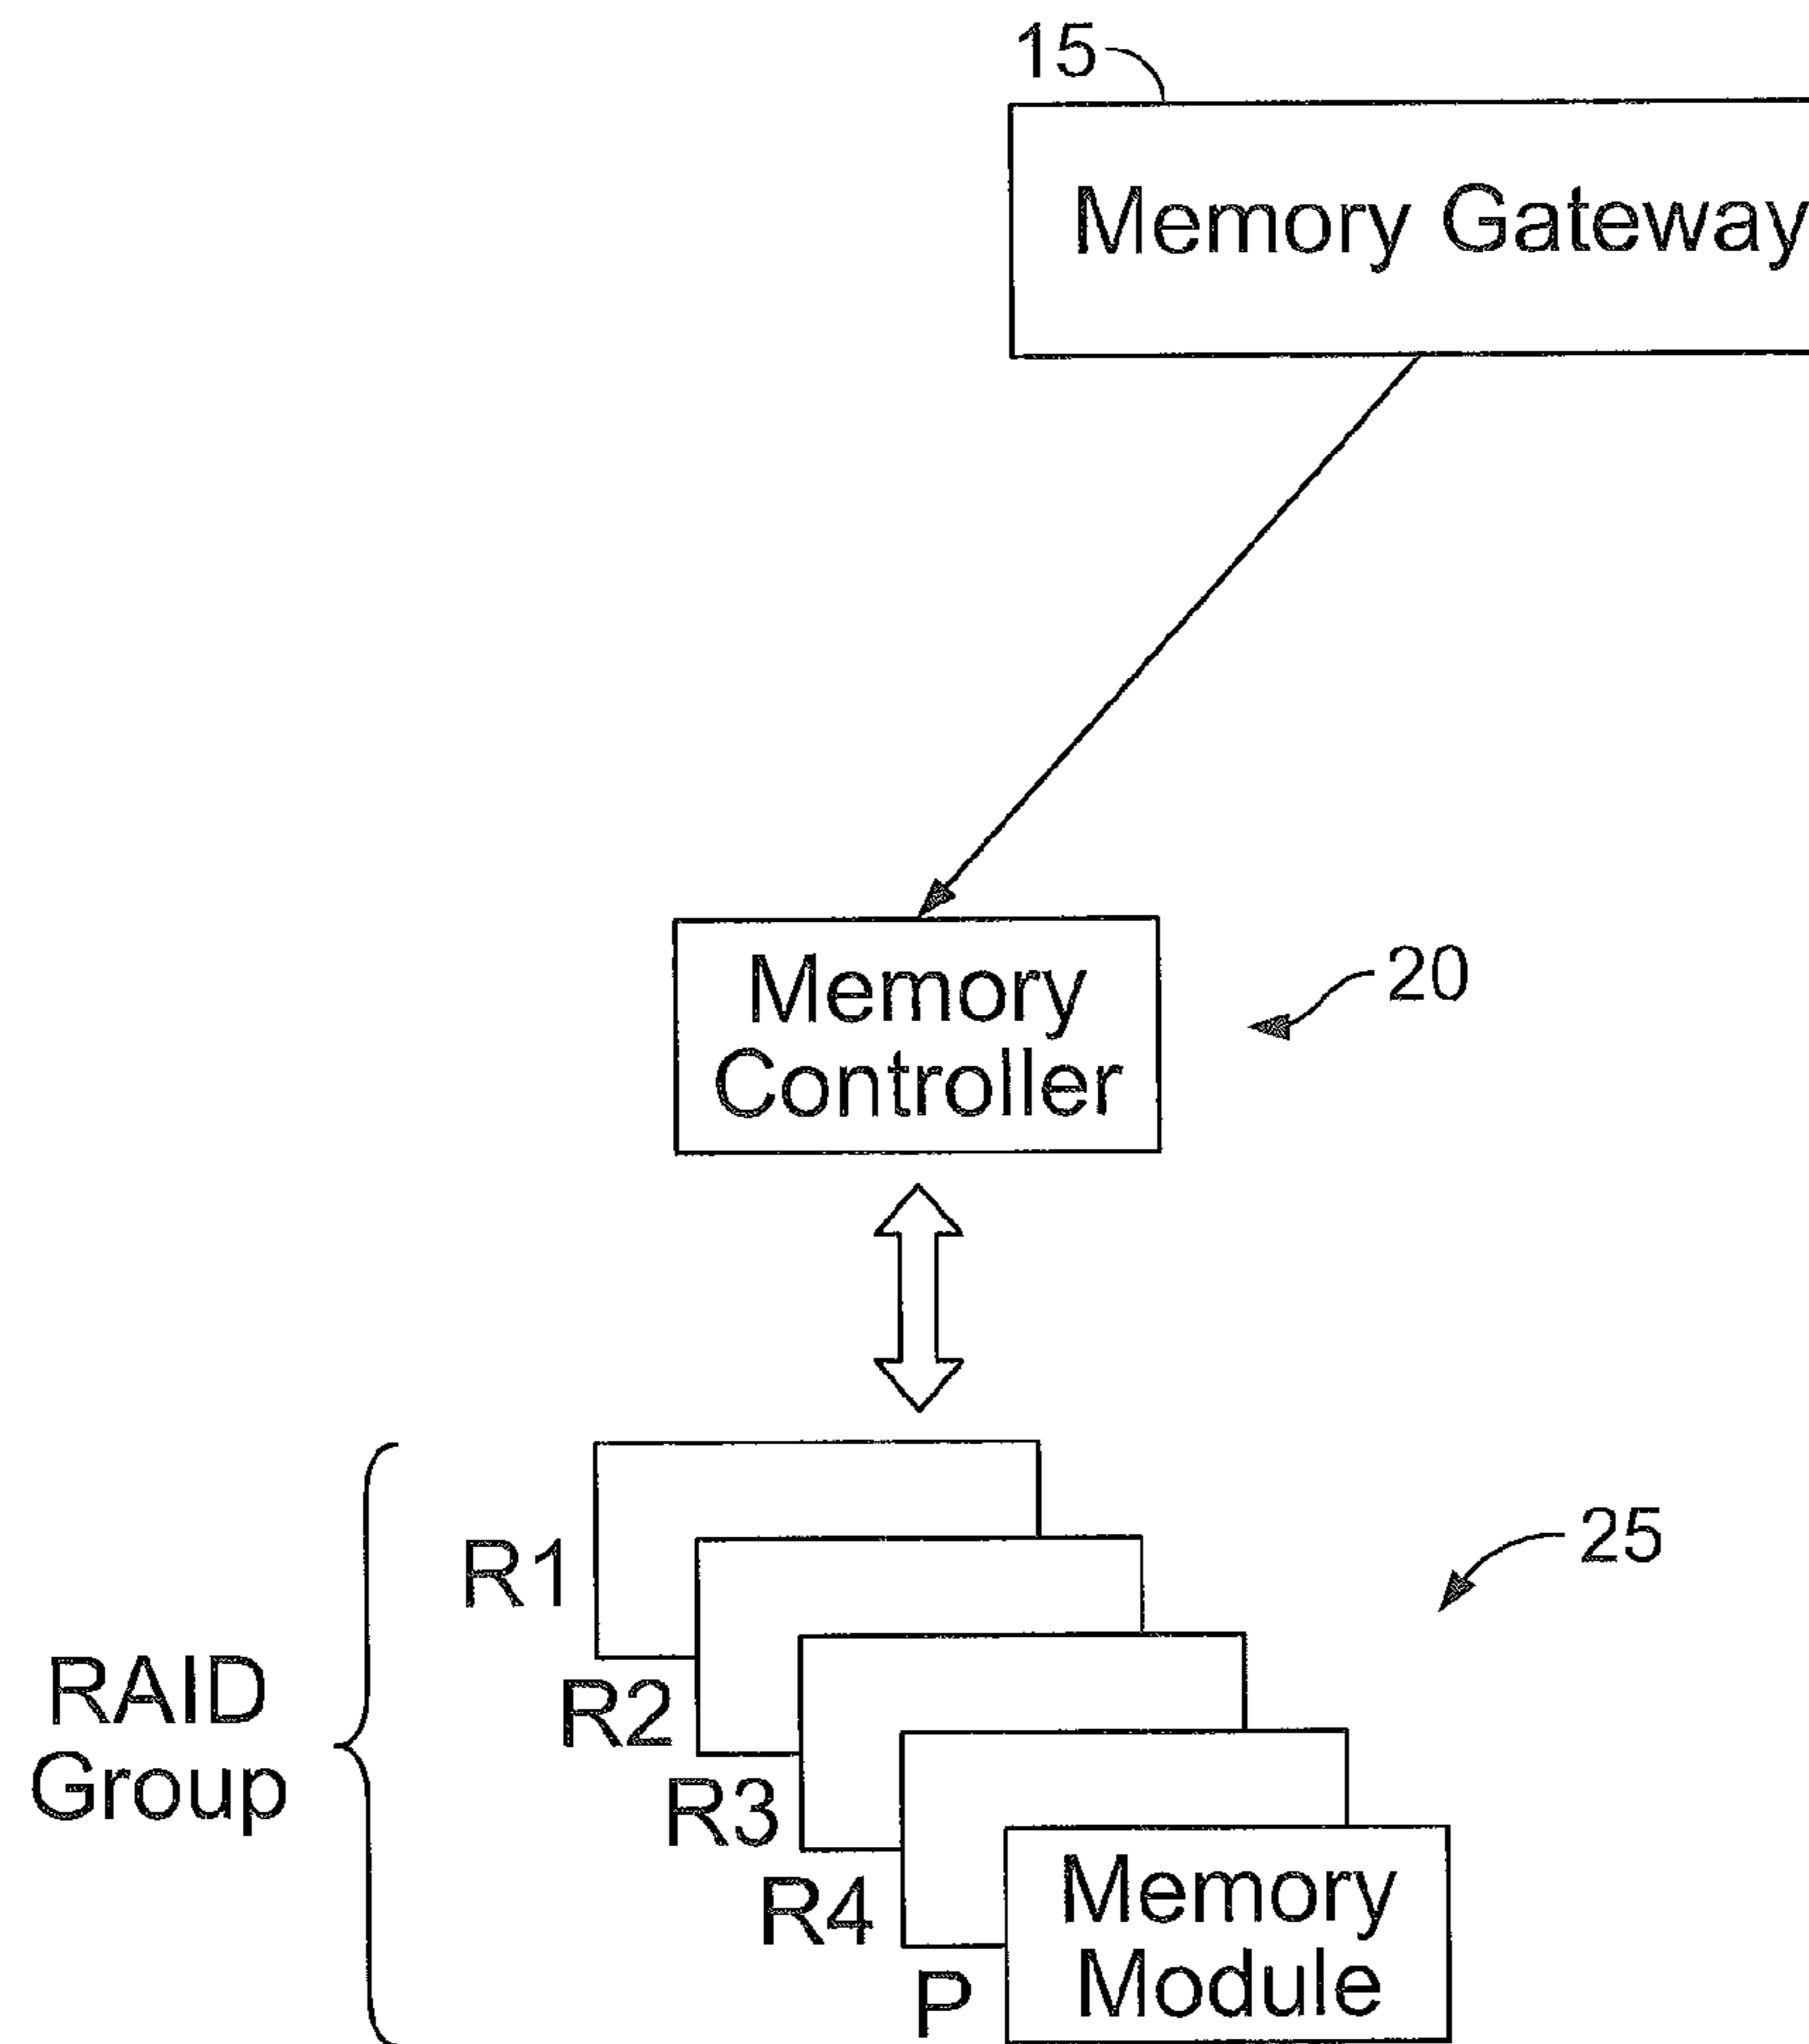 15
Memory Gateway
Memory
Controller
20
R1
25
RAID
Group
R2
R3
R4
Memory
Module
P